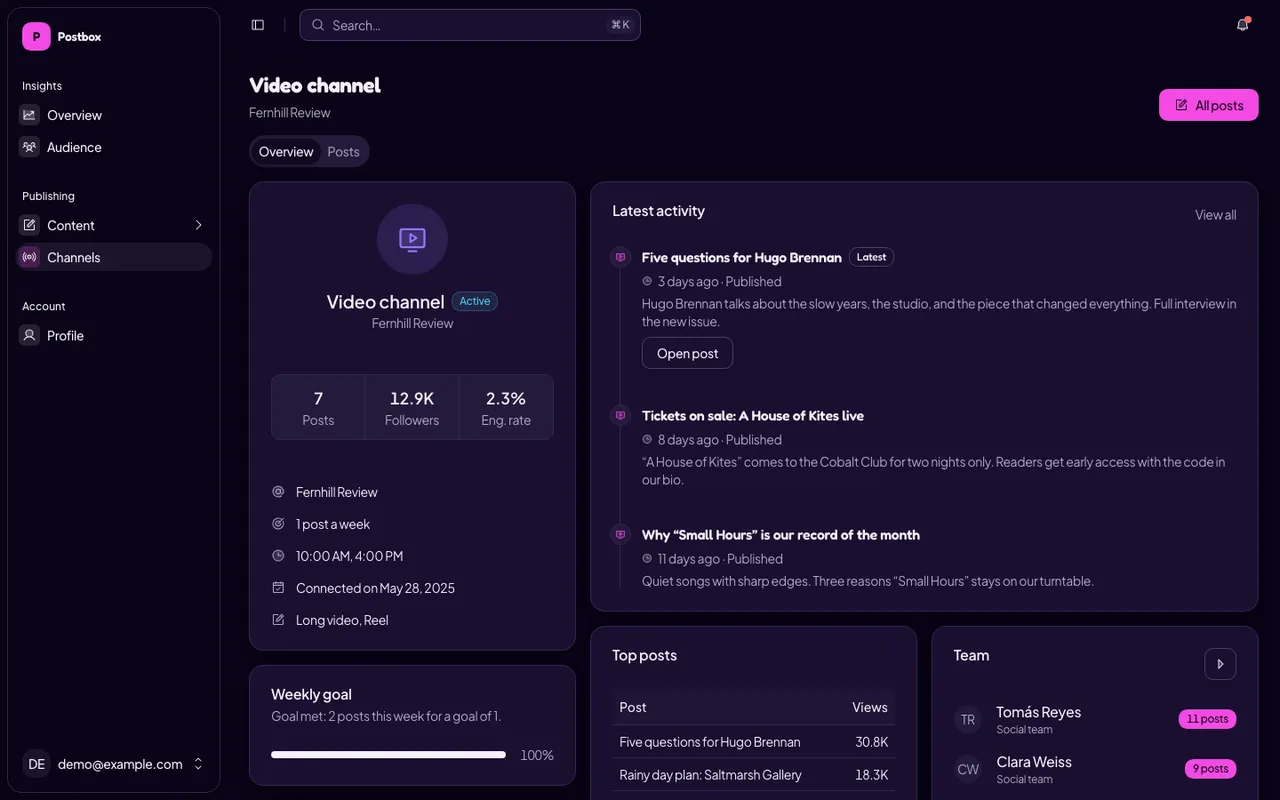 P
Postbox
Insights
Overview
Audience
Publishing
Content
Channels
Account
Profile
DE
demo@example.com
Search...
⌘K
Video channel
Fernhill Review
All posts
Overview
Posts
Video channel
Active
Fernhill Review
7
Posts
12.9K
Followers
2.3%
Eng. rate
Fernhill Review
1 post a week
10:00 AM, 4:00 PM
Connected on May 28, 2025
Long video, Reel
Weekly goal
Goal met: 2 posts this week for a goal of 1.
100%
Latest activity
View all
Five questions for Hugo Brennan
Latest
3 days ago · Published
Hugo Brennan talks about the slow years, the studio, and the piece that changed everything. Full interview in
the new issue.
Open post
Tickets on sale: A House of Kites live
8 days ago · Published
“A House of Kites” comes to the Cobalt Club for two nights only. Readers get early access with the code in
our bio.
Why “Small Hours” is our record of the month
11 days ago · Published
Quiet songs with sharp edges. Three reasons “Small Hours” stays on our turntable.
Top posts
Post
Views
Five questions for Hugo Brennan
30.8K
Rainy day plan: Saltmarsh Gallery
18.3K
Team
TR
Tomás Reyes
Social team
11 posts
CW
Clara Weiss
Social team
9 posts